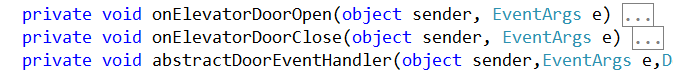 private void onElevatorDoorOpen(object sender, EventArgs e) ...
private void onElevatorDoorClose(object sender, EventArgs e) ...
private void abstractDoorEventHandler(object sender,EventArgs e,D